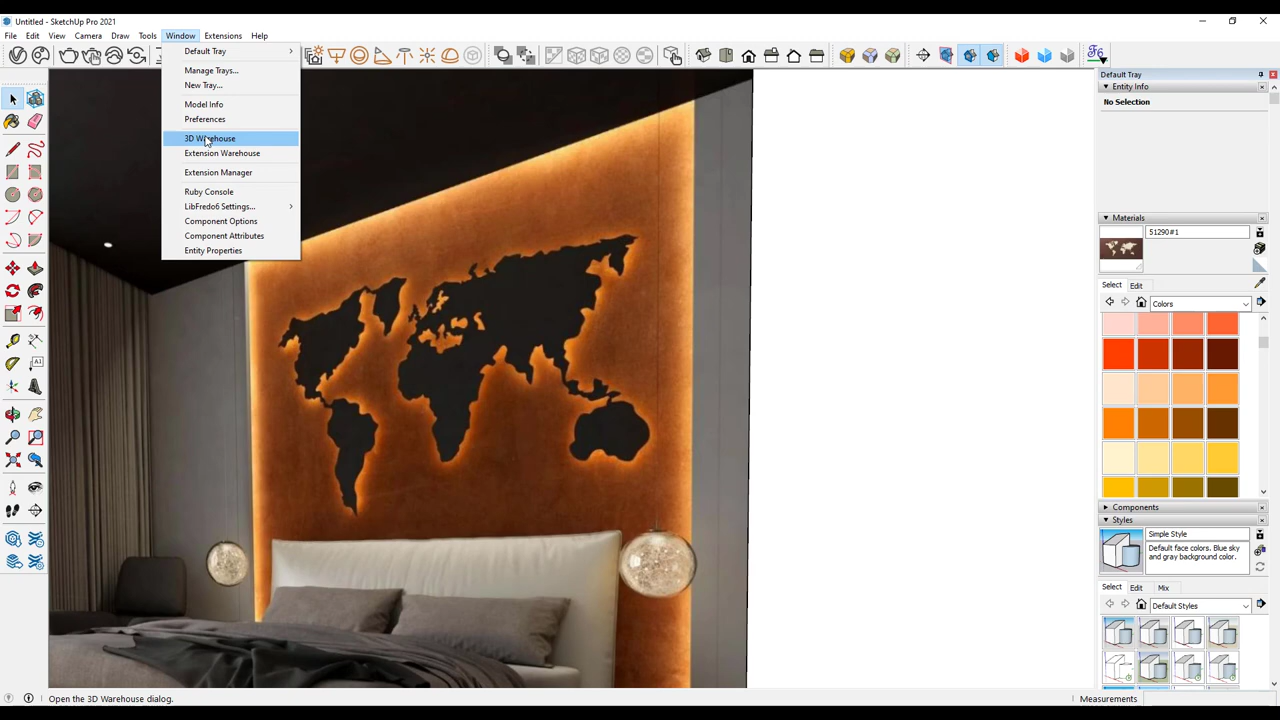 Untitled - SketchUp Pro 2021
File Edit View Camera Draw Tools Window Extensions Help
Default Tray
Manage Trays...
New Tray...
Model Info
Preferences
3D Warehouse
Extension Warehouse
Extension Manager
Ruby Console
LibFredo6 Settings...
Component Options
Component Attributes
Entity Properties
Default Tray
Entity Info
No Selection
Materials
51290#1
Select Edit
Colors
Components
Styles
Simple Style
Default face colors. Blue sky
and gray background color.
Select Edit Mix
Default Styles
Open the 3D Warehouse dialog.
Measurements